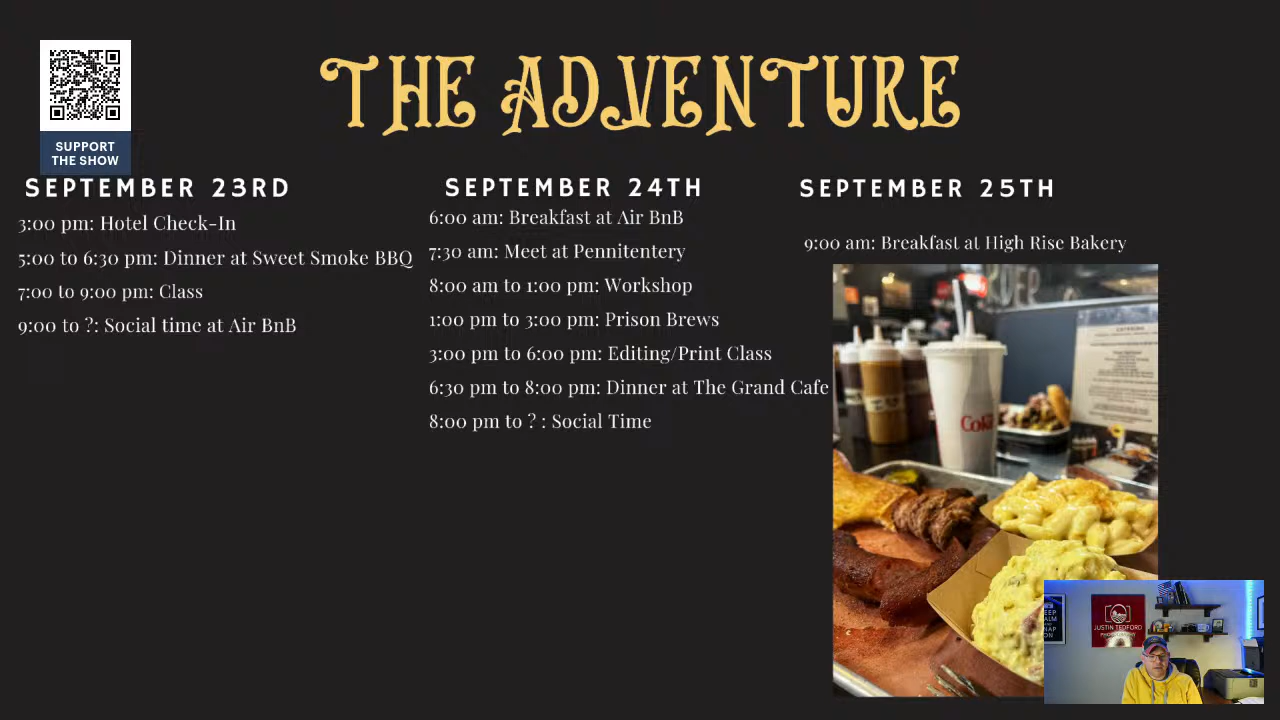 SUPPORT
THE SHOW
THE ADVENTURE
SEPTEMBER 23RD
3:00 pm: Hotel Check-In
5:00 to 6:30 pm: Dinner at Sweet Smoke BBQ
7:00 to 9:00 pm: Class
9:00 to ?: Social time at Air BnB
SEPTEMBER 24TH
6:00 am: Breakfast at Air BnB
7:30 am: Meet at Pennitentery
8:00 am to 1:00 pm: Workshop
1:00 pm to 3:00 pm: Prison Brews
3:00 pm to 6:00 pm: Editing/Print Class
6:30 pm to 8:00 pm: Dinner at The Grand Cafe
8:00 pm to ? : Social Time
SEPTEMBER 25TH
9:00 am: Breakfast at High Rise Bakery
Coke
JUSTIN TEDFORD
PHOTOGRAPHY